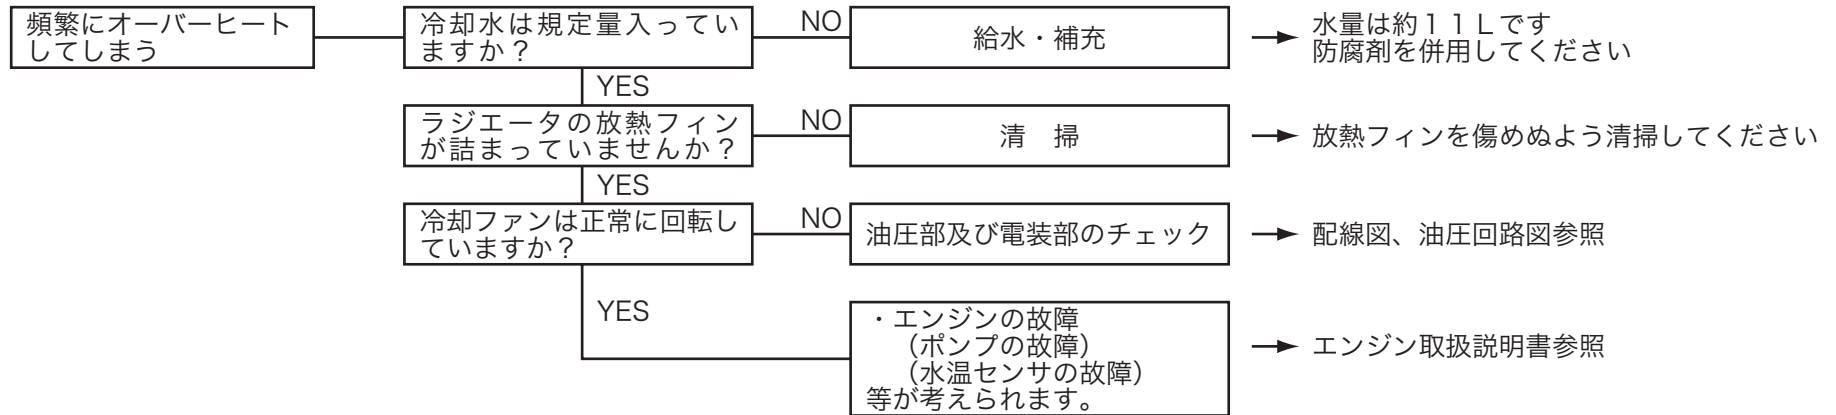 頻繁にオーバーヒート
してしまう
冷却水は規定量入ってい
ますか？
NO
給水・補充
水量は約１１Ｌです
防腐剤を併用してください
YES
ラジエータの放熱フィン
が詰まっていませんか？
NO
清　掃
放熱フィンを傷めぬよう清掃してください
YES
冷却ファンは正常に回転し
ていますか？
NO
油圧部及び電装部のチェック
配線図、油圧回路図参照
YES
・エンジンの故障
（ポンプの故障）
（水温センサの故障）
等が考えられます。
エンジン取扱説明書参照